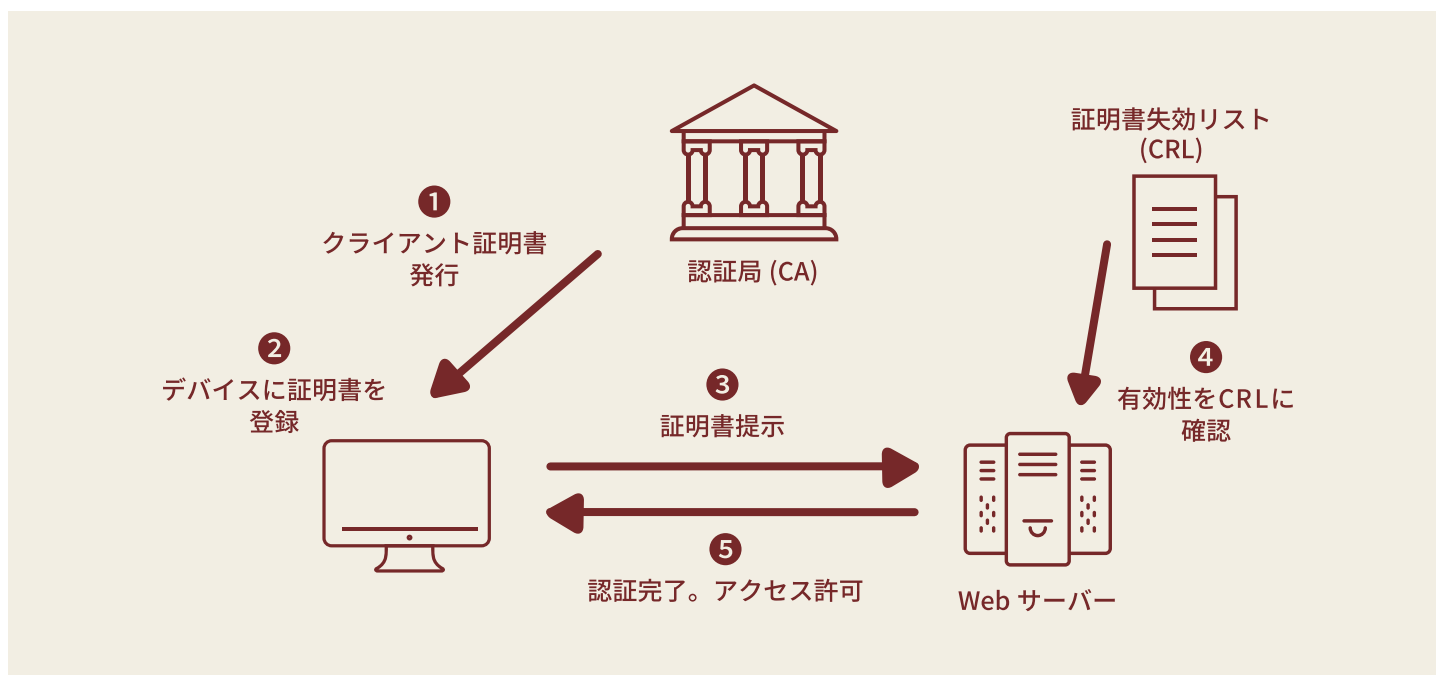 ❶
クライアント証明書
発行
❷
デバイスに証明書を
登録
認証局 (CA)
❸
証明書提示
❺
認証完了。アクセス許可
証明書失効リスト
(CRL)
❹
有効性をCRLに
確認
Web サーバー